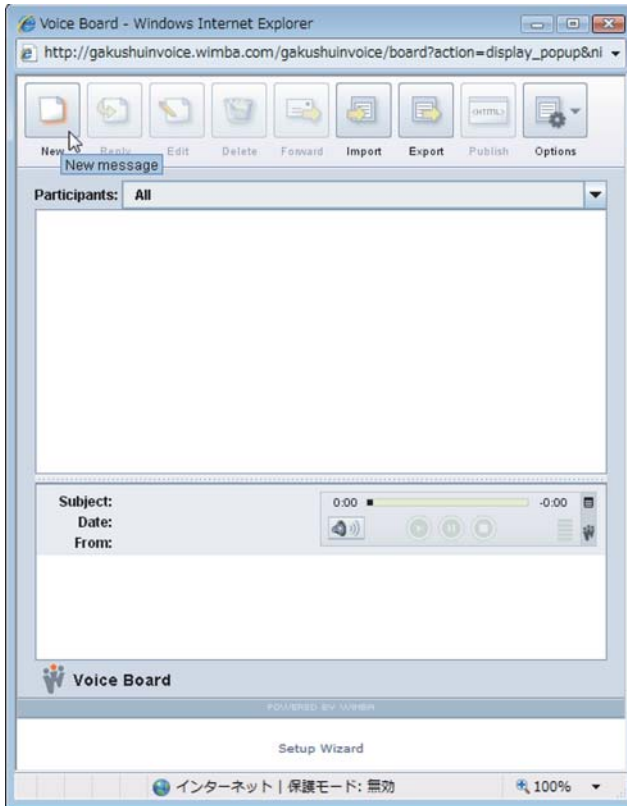 Voice Board - Windows Internet Explorer
http://gakushuinvoice.wimba.com/gakushuinvoice/board?action=display_popup&ni
<HTML>
New Reply Edit Delete Forward Import Export Publish Options
New message
Participants: All
Subject:
0:00 -0:00
Date:
From:
Voice Board
POWERED BY WIMBA
Setup Wizard
インターネット | 保護モード: 無効 100%